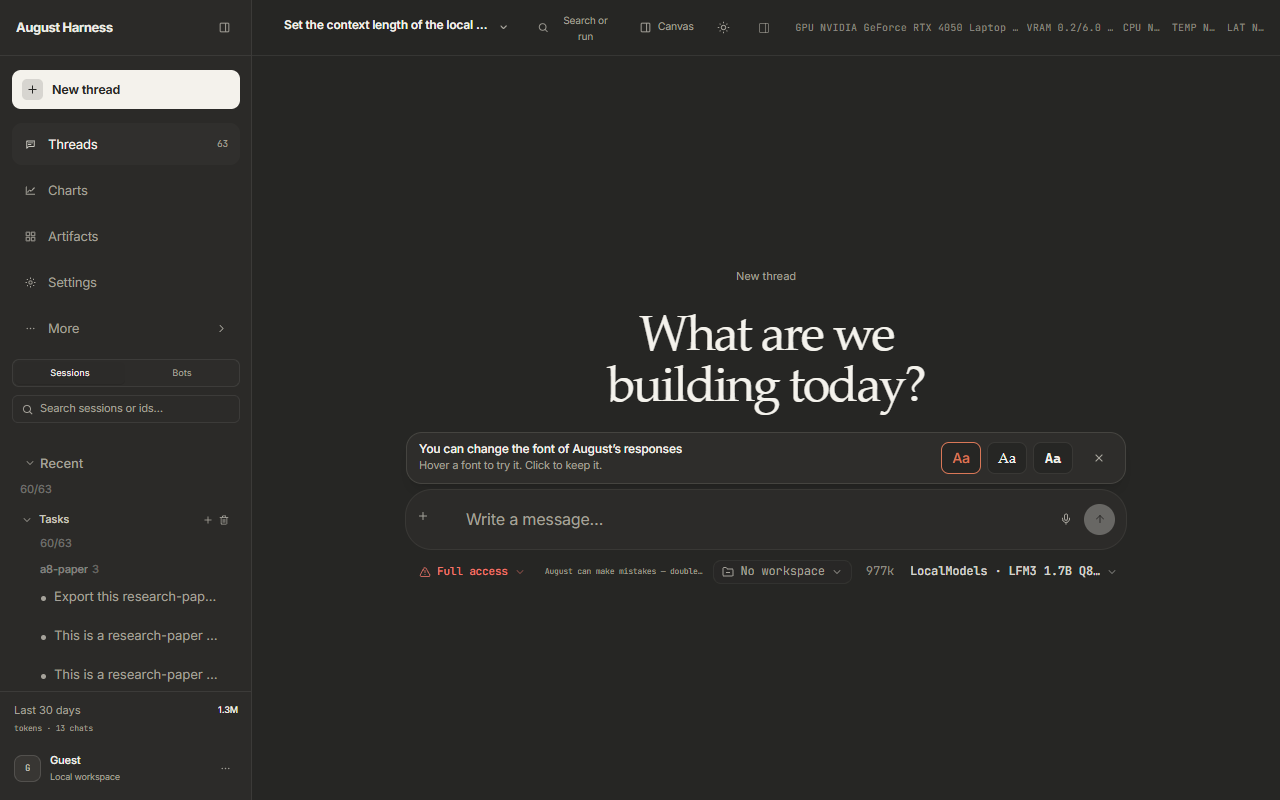 August Harness
New thread
Threads 63
Charts
Artifacts
Settings
More
Sessions Bots
Search sessions or ids...
Recent
60/63
Tasks
60/63
a8-paper 3
Export this research-pap...
This is a research-paper ...
This is a research-paper ...
Last 30 days 1.3M
tokens · 13 chats
G
Guest
Local workspace
Set the context length of the local ...
Search or
run
Canvas
GPU NVIDIA GeForce RTX 4050 Laptop … VRAM 0.2/6.0 … CPU N… TEMP N… LAT N…
New thread
What are we
building today?
You can change the font of August's responses
Hover a font to try it. Click to keep it.
Aa Aa Aa
Write a message...
Full access August can make mistakes — double… No workspace 977k LocalModels · LFM3 1.7B Q8…